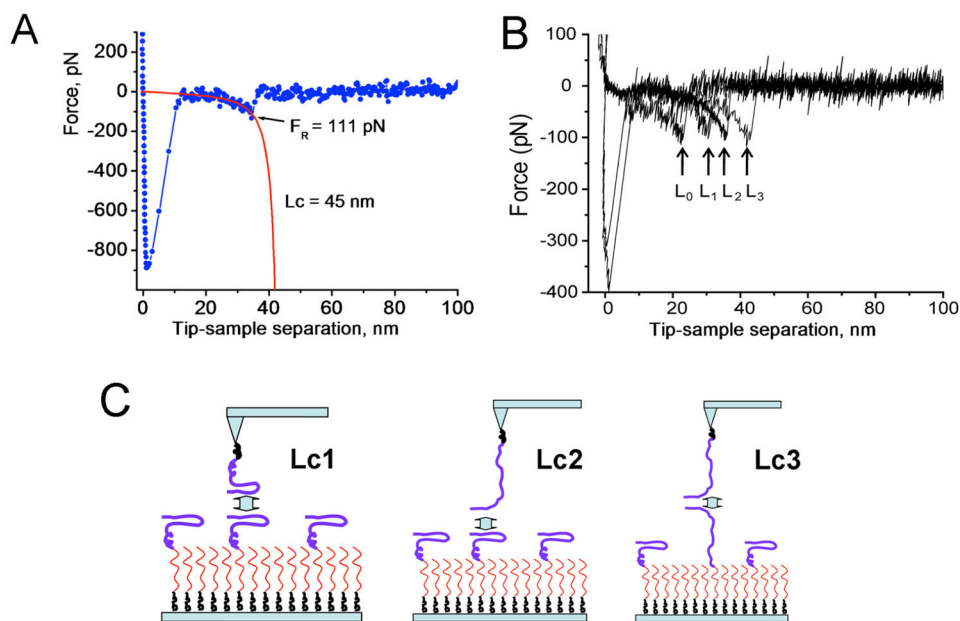 A
200
0
-200
-400
-600
-800
Force, pN
F_R = 111 pN
Lc = 45 nm
0 20 40 60 80 100
Tip-sample separation, nm
B
100
0
-100
-200
-300
-400
Force (pN)
L₀ L₁ L₂ L₃
0 20 40 60 80 100
Tip-sample separation, nm
C
Lc1 Lc2 Lc3